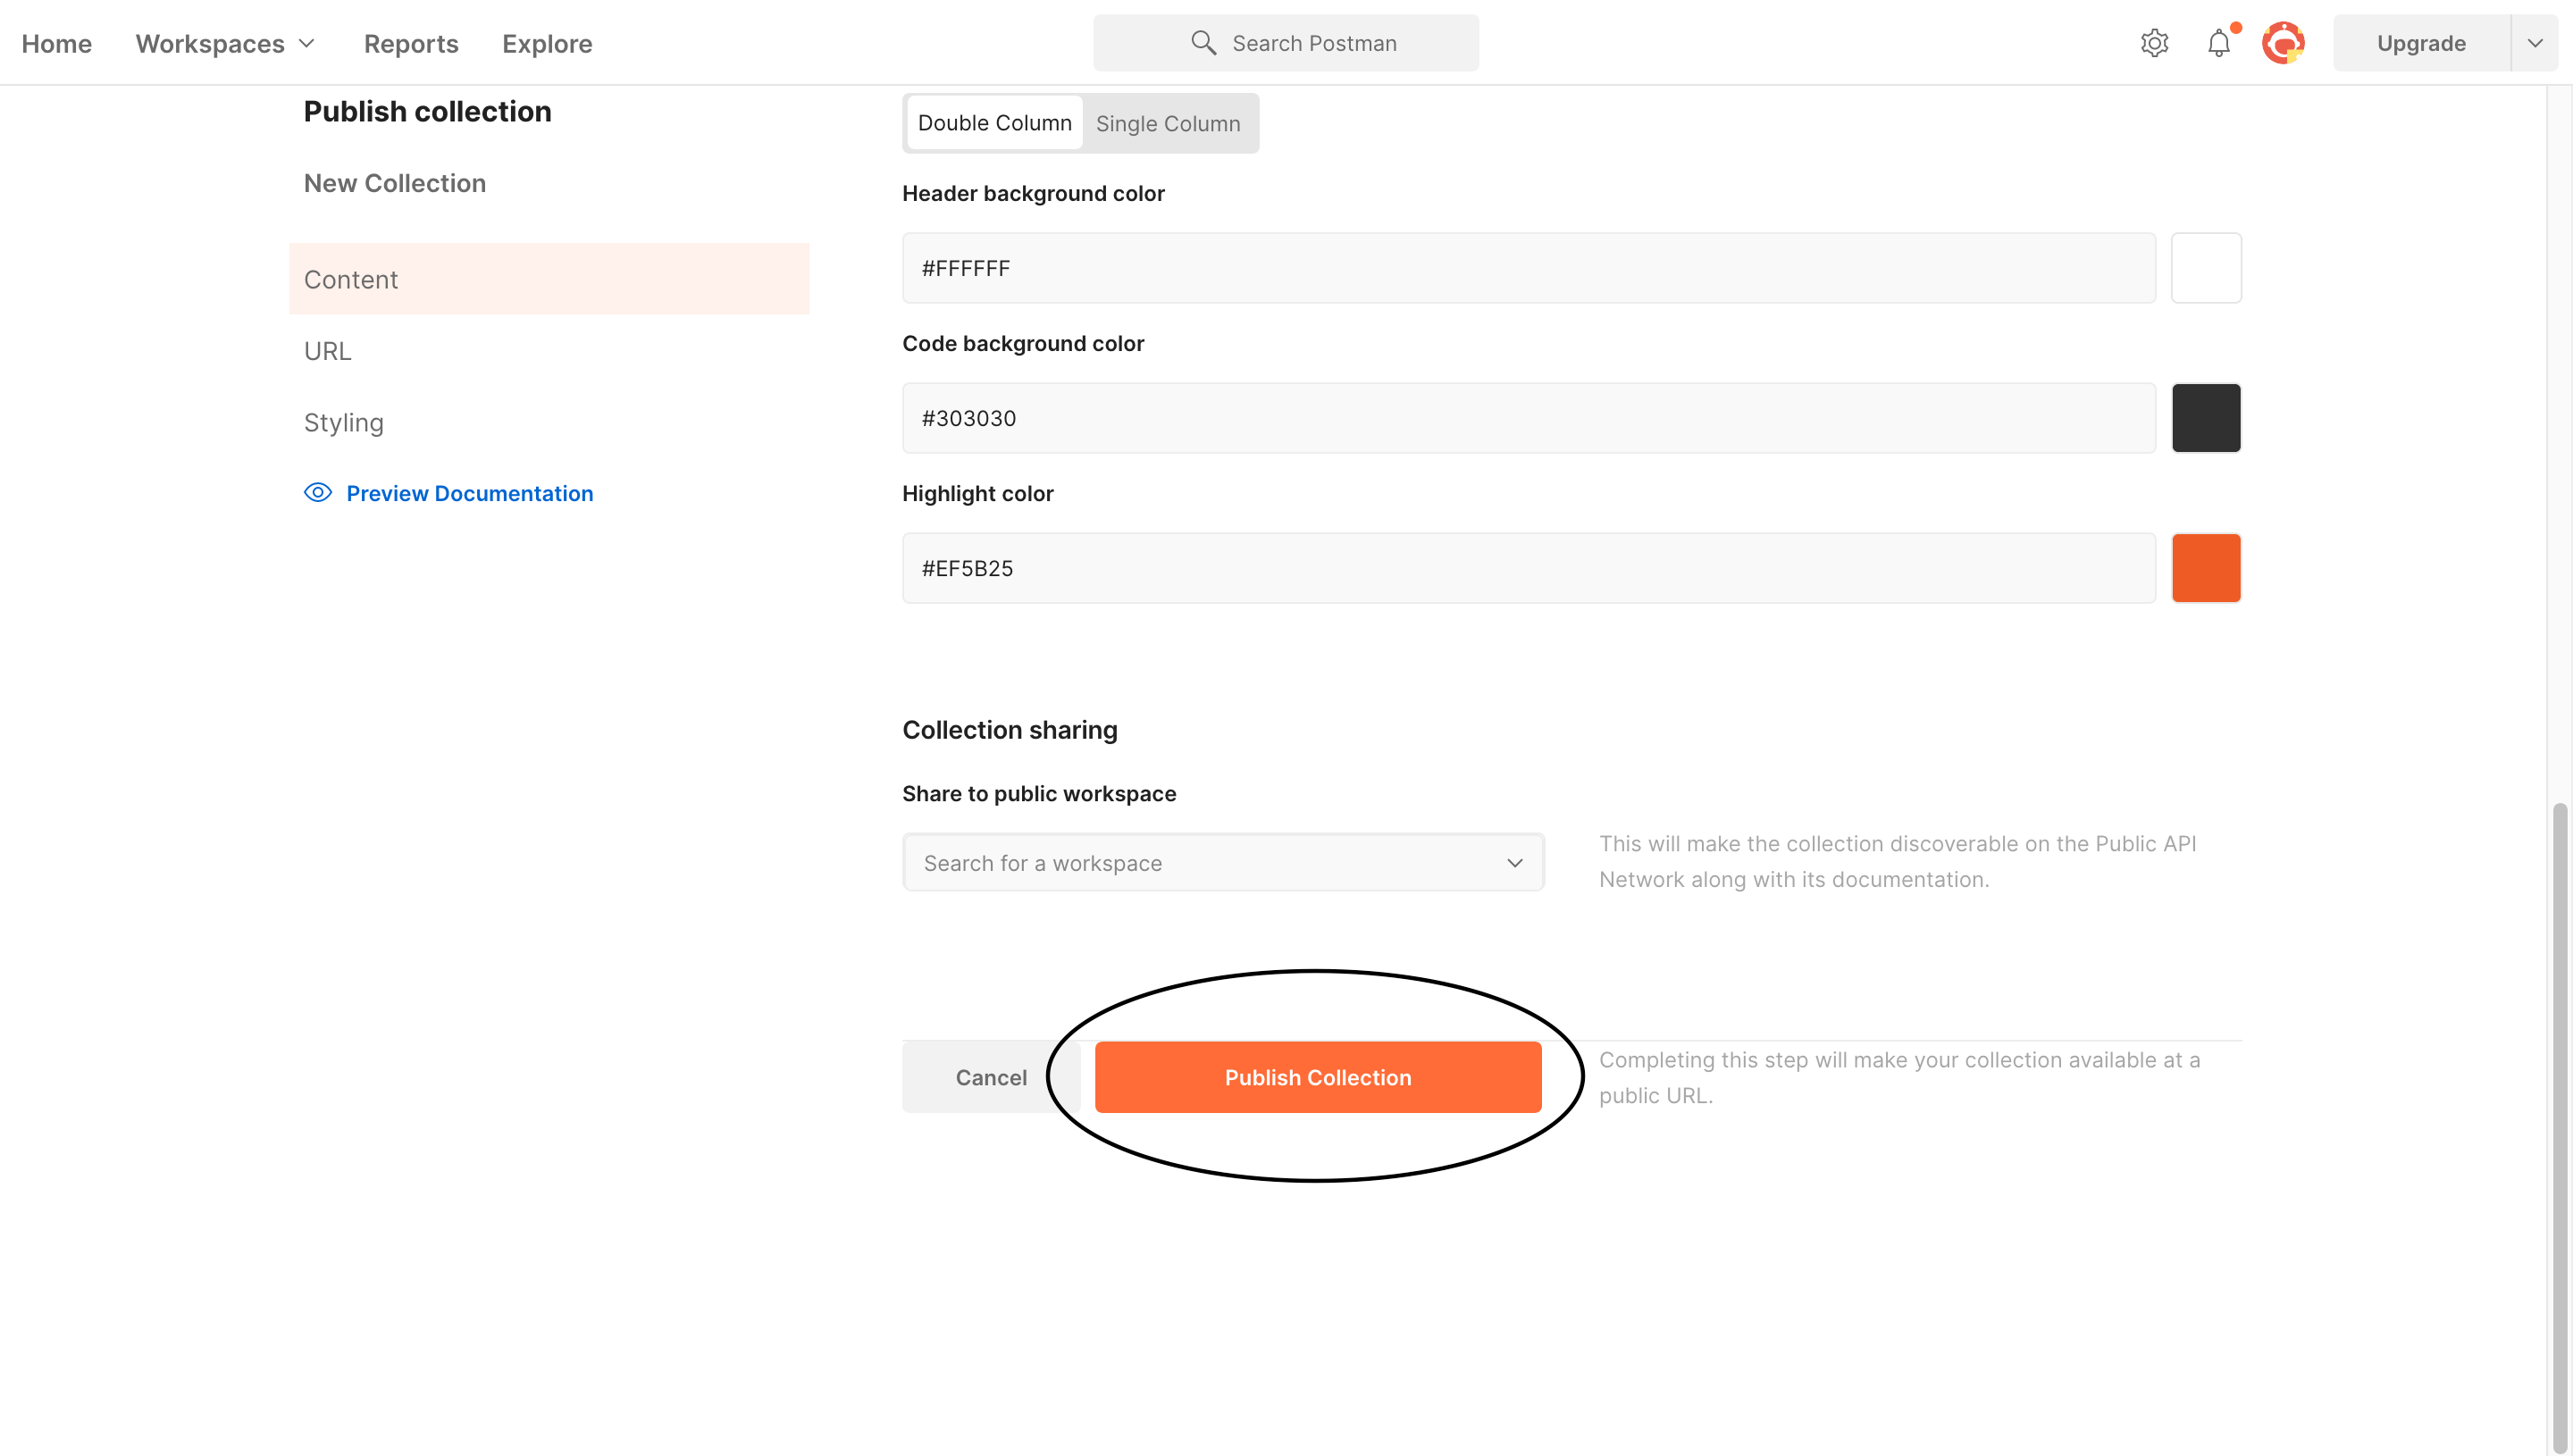 Home Workspaces Reports Explore Search Postman Upgrade
Publish collection
New Collection
Content
URL
Styling
Preview Documentation
Double Column Single Column
Header background color
#FFFFFF
Code background color
#303030
Highlight color
#EF5B25
Collection sharing
Share to public workspace
Search for a workspace
This will make the collection discoverable on the Public API
Network along with its documentation.
Cancel Publish Collection
Completing this step will make your collection available at a
public URL.